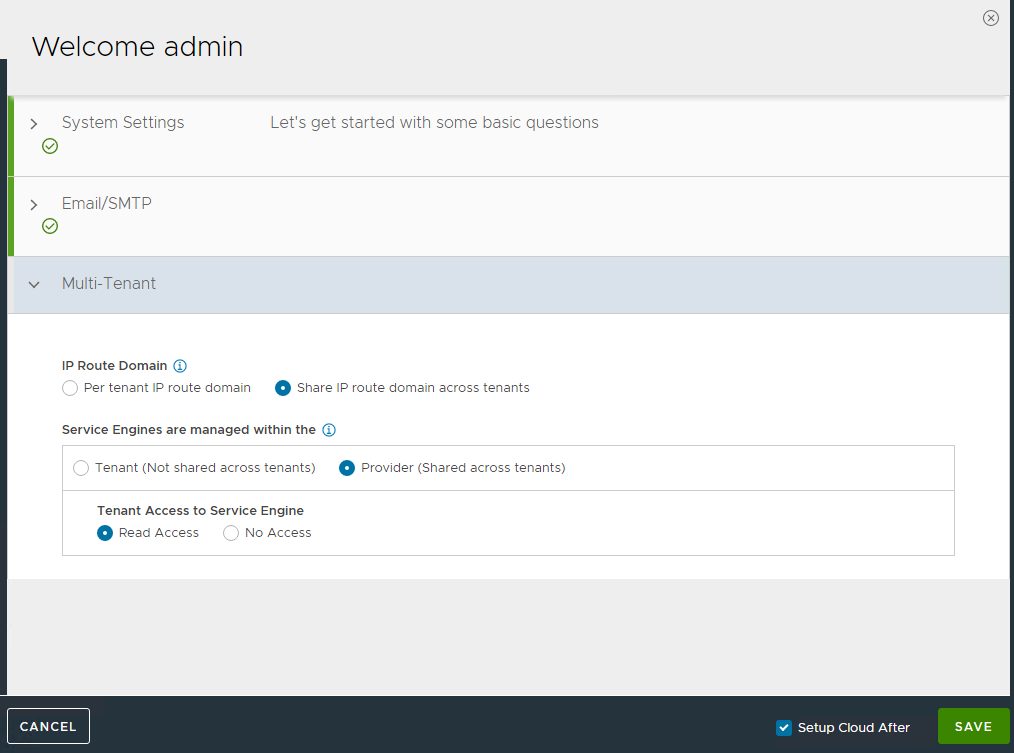 Welcome admin
System Settings Let's get started with some basic questions
Email/SMTP
Multi-Tenant
IP Route Domain
Per tenant IP route domain Share IP route domain across tenants
Service Engines are managed within the
Tenant (Not shared across tenants) Provider (Shared across tenants)
Tenant Access to Service Engine
Read Access No Access
CANCEL Setup Cloud After SAVE